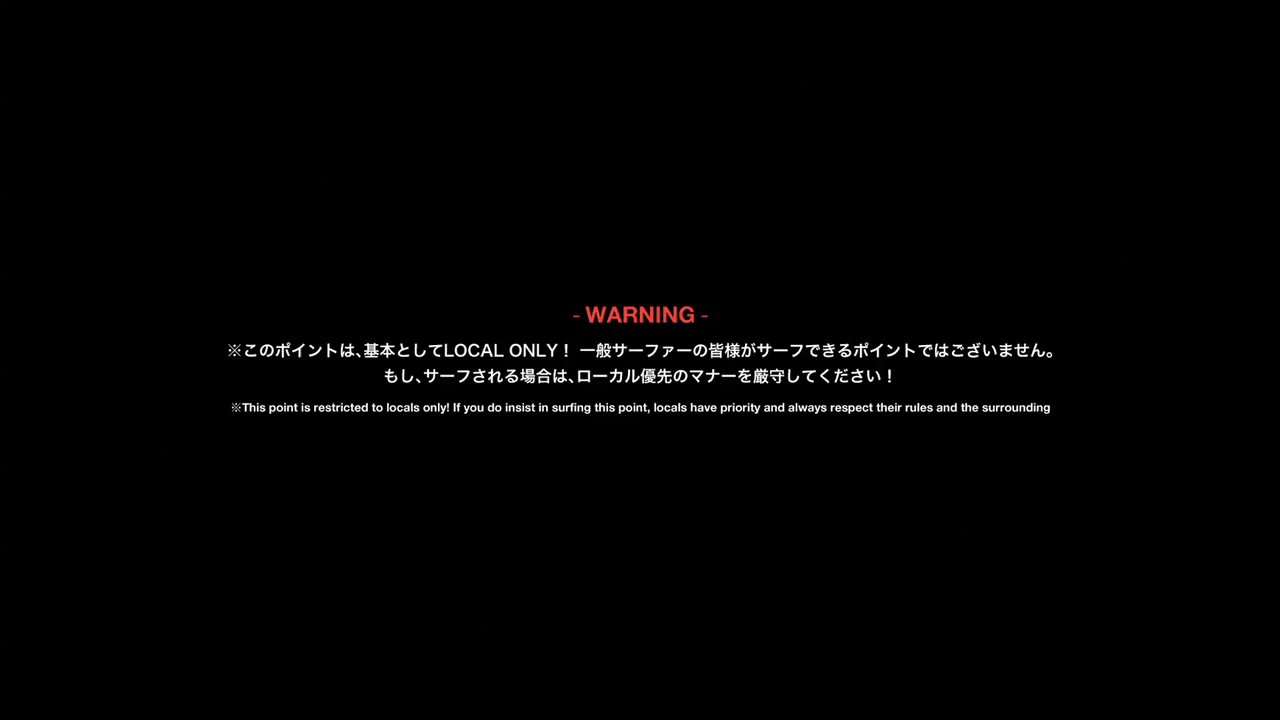 - WARNING -
※このポイントは、基本としてLOCAL ONLY！ 一般サーファーの皆様がサーフできるポイントではございません。
もし、サーフされる場合は、ローカル優先のマナーを厳守してください！
※This point is restricted to locals only! If you do insist in surfing this point, locals have priority and always respect their rules and the surrounding